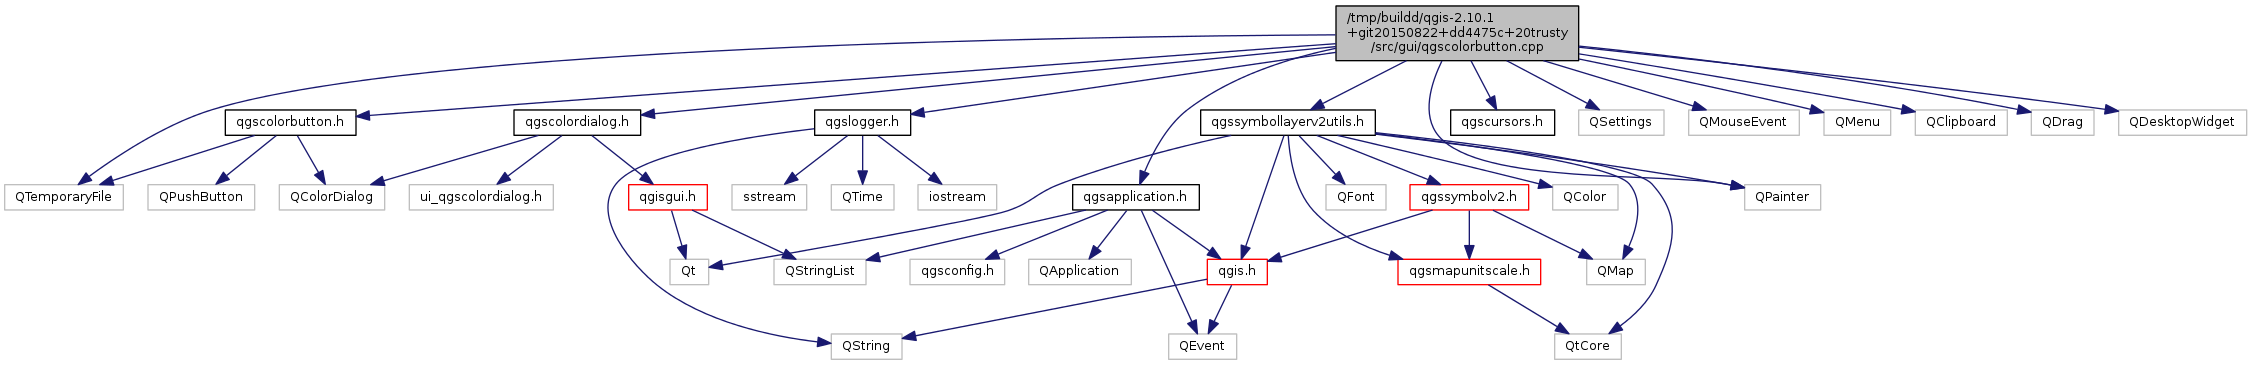 /tmp/buildd/qgis-2.10.1
+git20150822+dd4475c+20trusty
/src/gui/qgscolorbutton.cpp
qgscolorbutton.h
qgscolordialog.h
qgslogger.h
qgssymbollayerv2utils.h
qgscursors.h
QSettings
QMouseEvent
QMenu
QClipboard
QDrag
QDesktopWidget
QTemporaryFile
QPushButton
QColorDialog
ui_qgscolordialog.h
qgisgui.h
sstream
QTime
iostream
qgsapplication.h
QFont
qgssymbolv2.h
QColor
QPainter
Qt
QStringList
qgsconfig.h
QApplication
qgis.h
qgsmapunitscale.h
QMap
QString
QEvent
QtCore